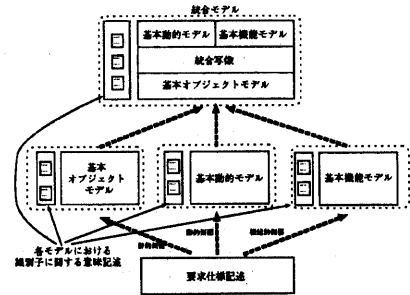 統合モデル
基本動的モデル 基本機能モデル
統合写像
基本オブジェクトモデル
基本
オブジェクト
モデル
基本動的モデル
基本機能モデル
各モデルにおける
識別子に関する意味記述
静的側面 動的側面 機能的側面
要求仕様記述